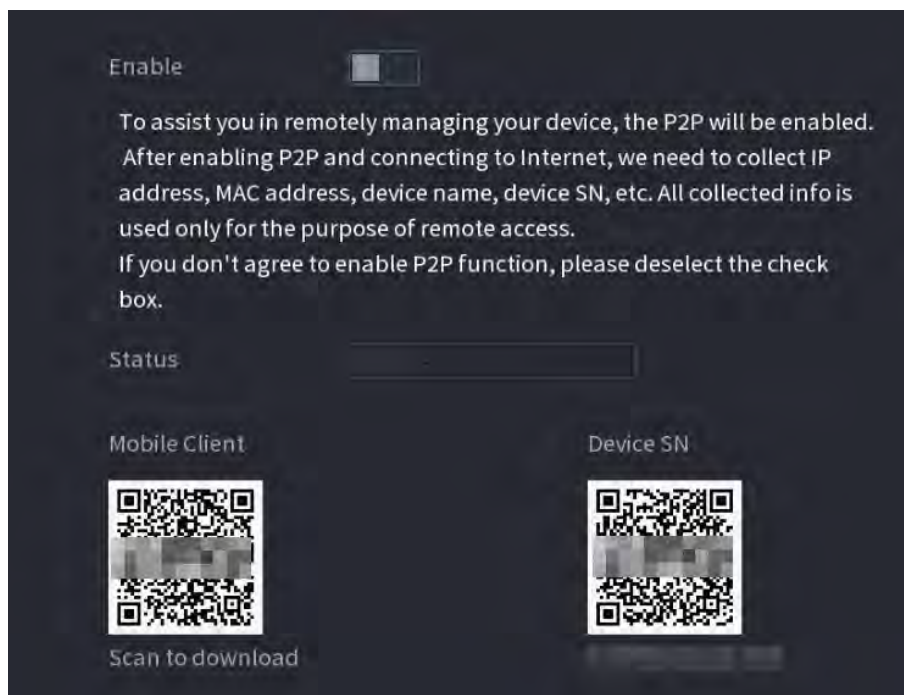 Enable
To assist you in remotely managing your device, the P2P will be enabled.
After enabling P2P and connecting to Internet, we need to collect IP
address, MAC address, device name, device SN, etc. All collected info is
used only for the purpose of remote access.
If you don't agree to enable P2P function, please deselect the check
box.
Status
Mobile Client
Device SN
Scan to download